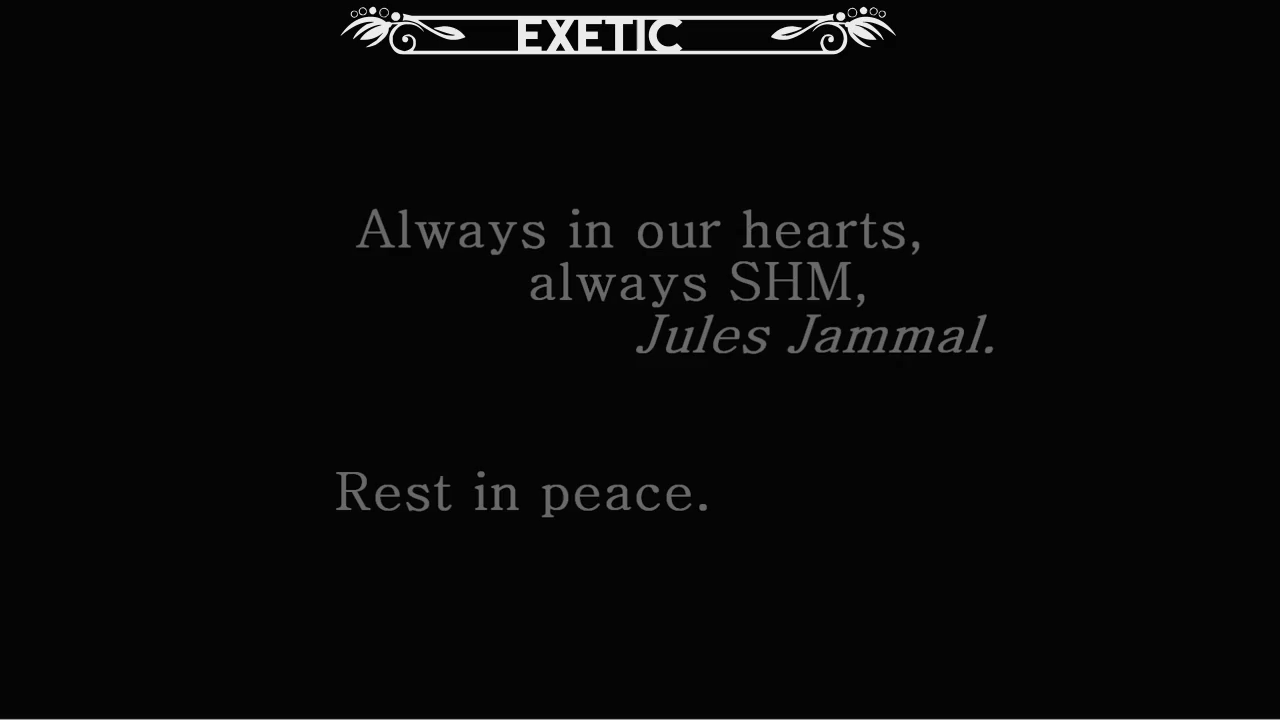 EXETIC
Always in our hearts,
always SHM,
Jules Jammal.
Rest in peace.